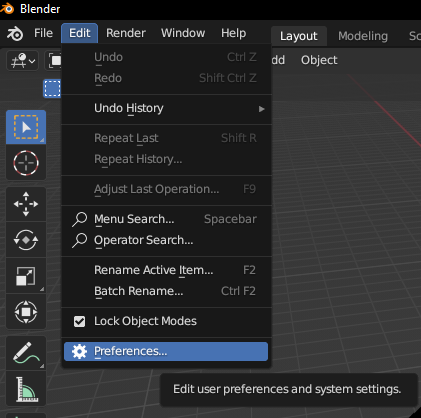 Blender
File Edit Render Window Help Layout Modeling
Object
Undo Ctrl Z
Redo Shift Ctrl Z
Undo History
Repeat Last Shift R
Repeat History...
Adjust Last Operation... F9
Menu Search... Spacebar
Operator Search...
Rename Active Item... F2
Batch Rename... Ctrl F2
Lock Object Modes
Preferences...
Edit user preferences and system settings.